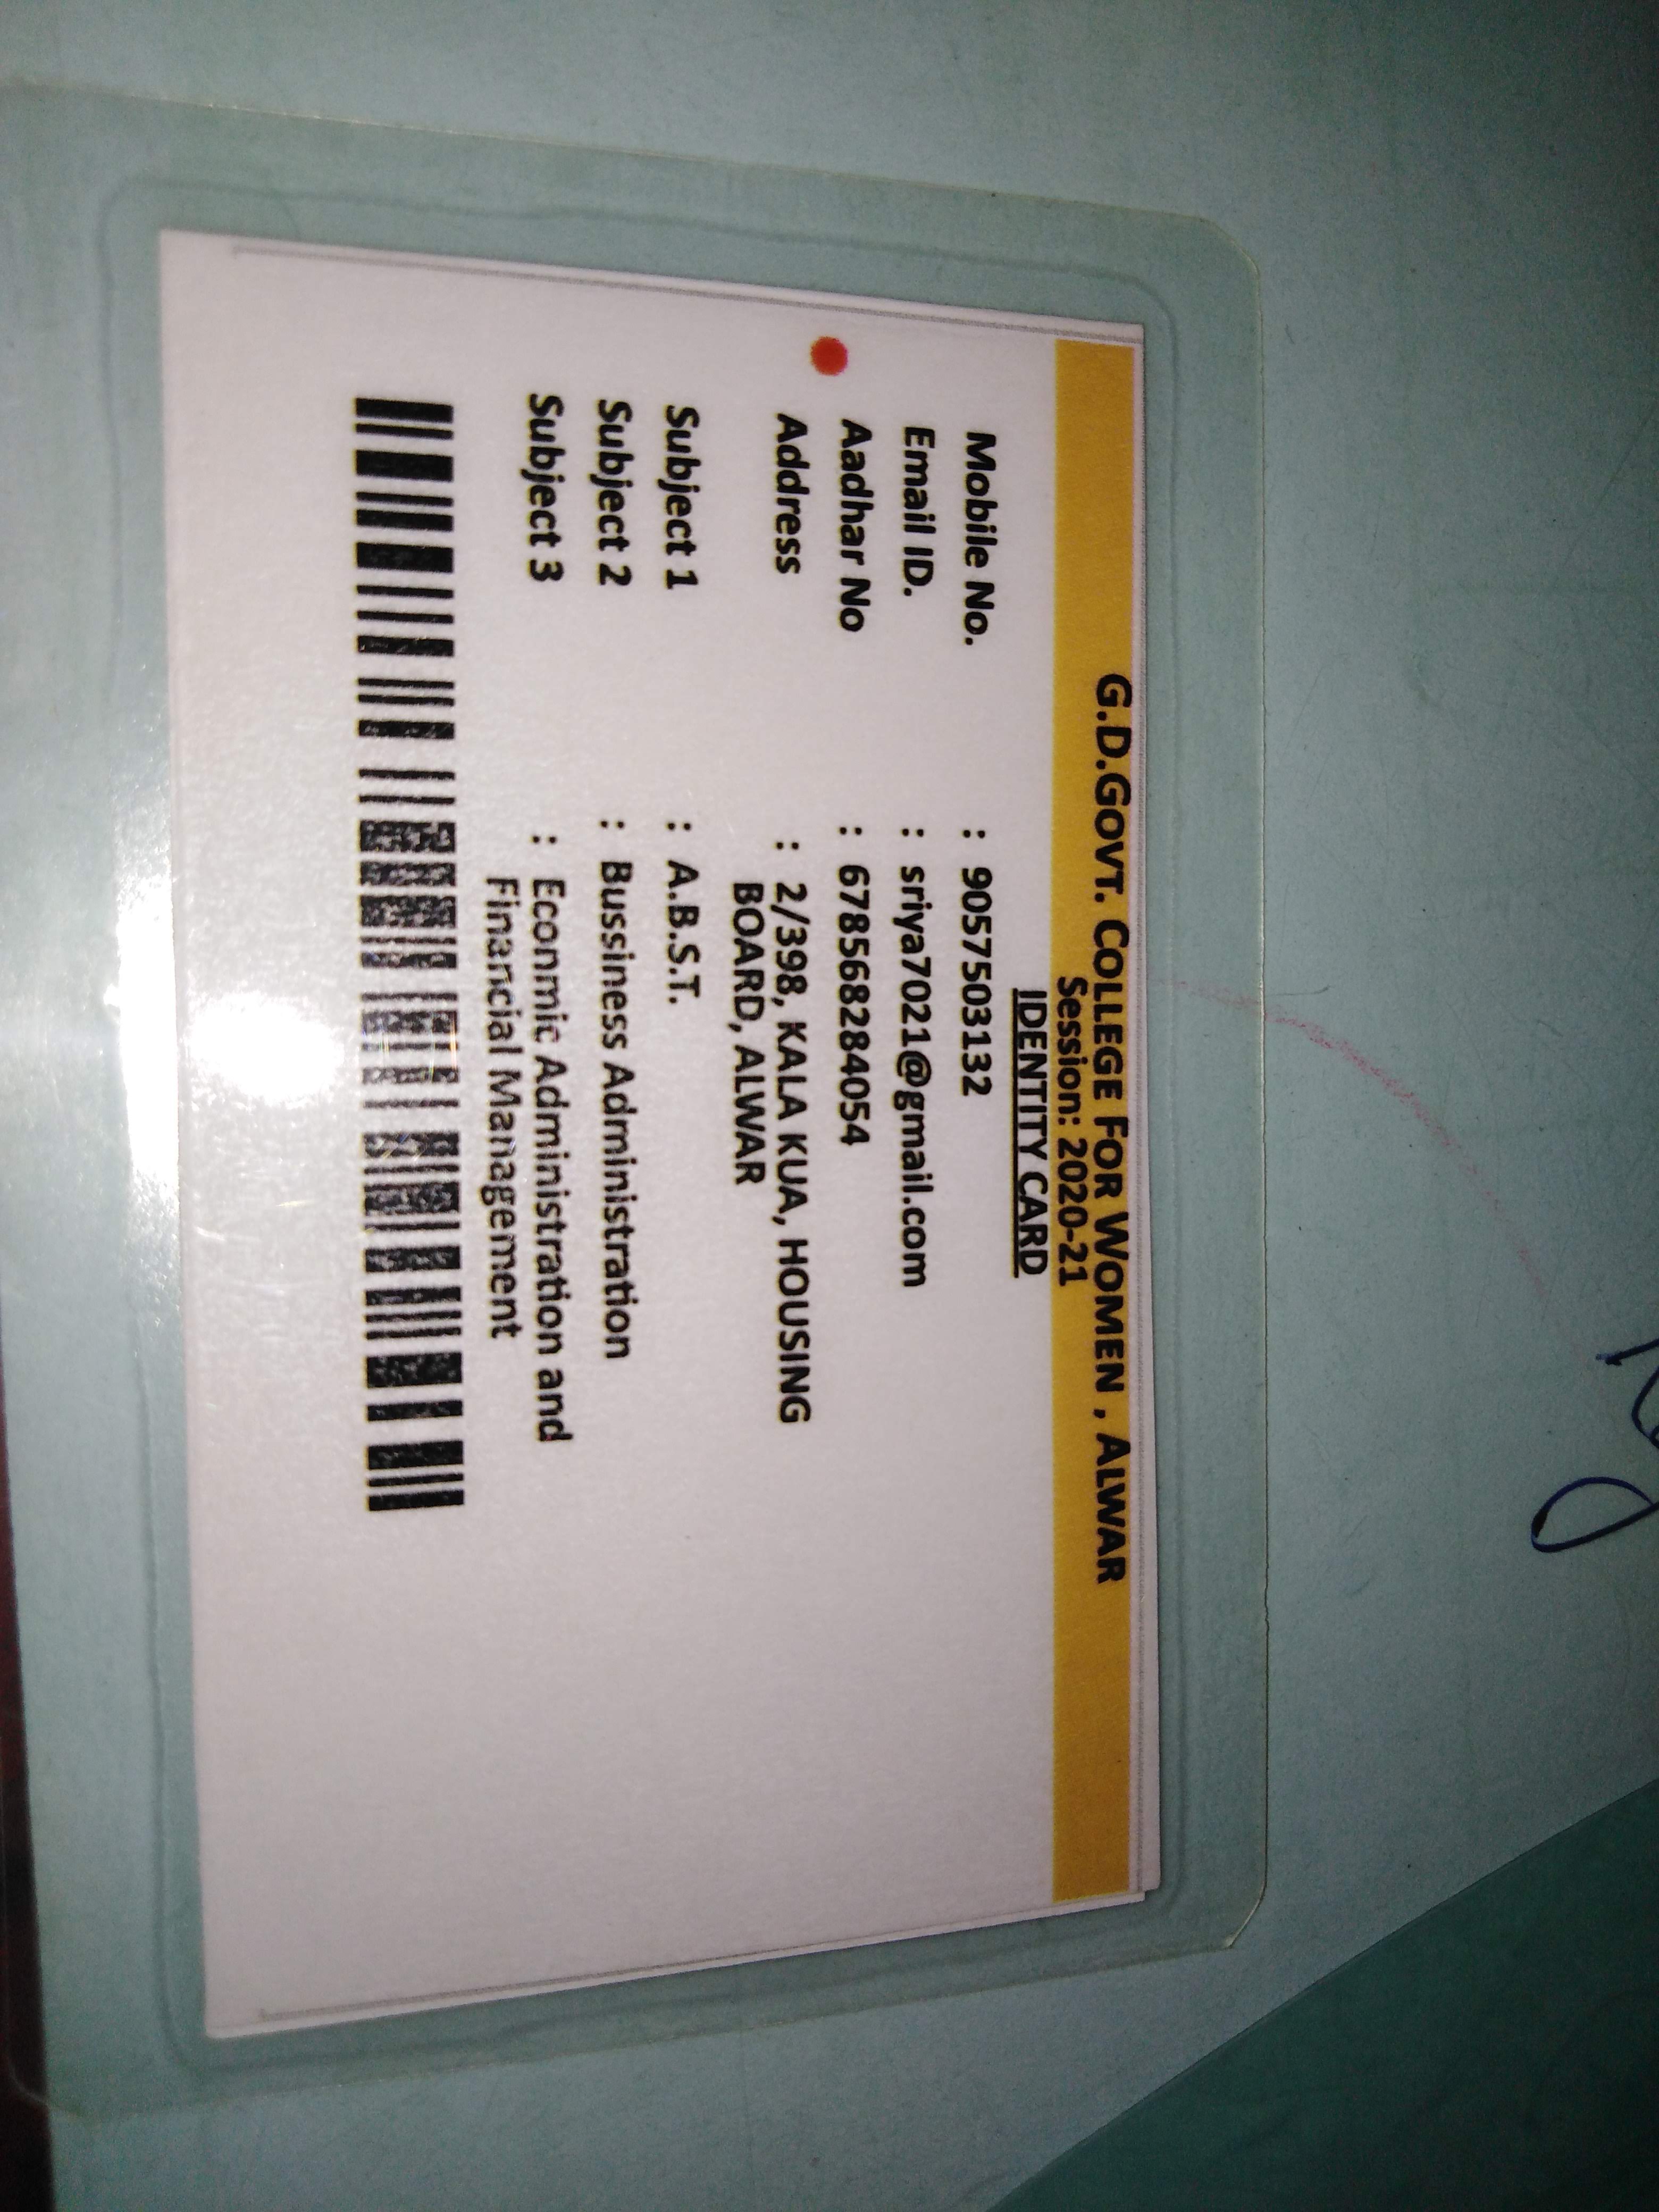 G.D.GOVT. COLLEGE FOR WOMEN , ALWAR
Session: 2020-21
IDENTITY CARD
Mobile No. : 9057503132
Email ID. : sriya7021@gmail.com
Aadhar No : 678568284054
Address : 2/398, KALA KUA, HOUSING
BOARD, ALWAR
Subject 1 : A.B.S.T.
Subject 2 : Bussiness Administration
Subject 3 : Econmic Administration and
Financial Management